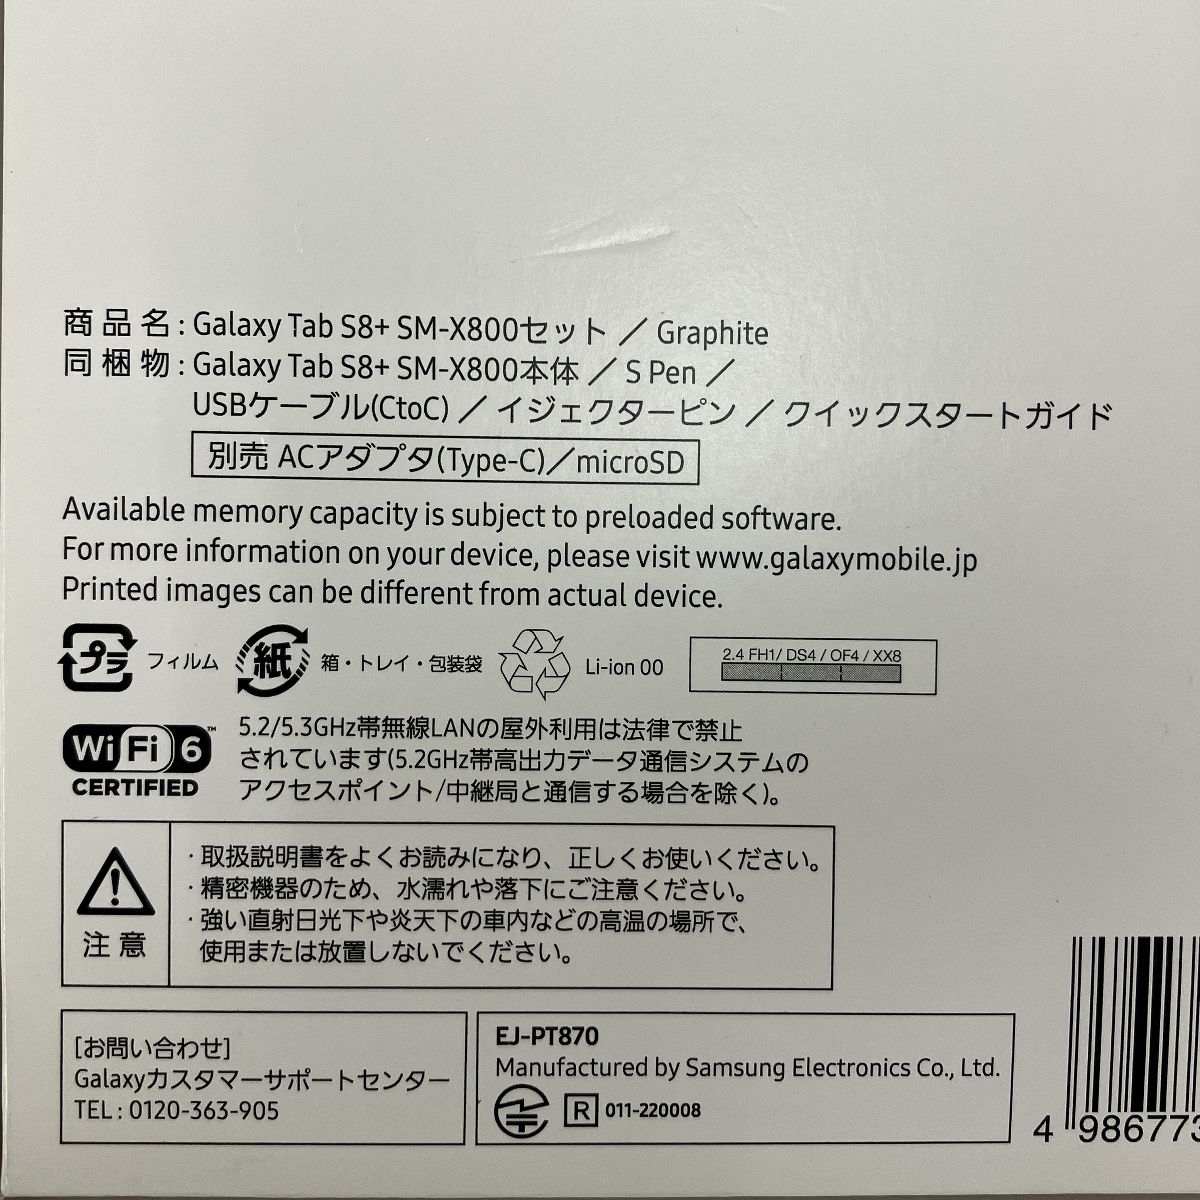 商品名 : Galaxy Tab S8+ SM-X800セット ／ Graphite
同梱物 : Galaxy Tab S8+ SM-X800本体 ／ S Pen ／
USBケーブル(CtoC) ／ イジェクターピン ／ クイックスタートガイド
別売 ACアダプタ(Type-C)／microSD
Available memory capacity is subject to preloaded software.
For more information on your device, please visit www.galaxymobile.jp
Printed images can be different from actual device.
プラ フィルム 紙 箱・トレイ・包装袋 Li-ion 00 2.4 FH1/ DS4 / OF4 / XX8
Wi Fi 6™
CERTIFIED
5.2/5.3GHz帯無線LANの屋外利用は法律で禁止
されています(5.2GHz帯高出力データ通信システムの
アクセスポイント/中継局と通信する場合を除く)。
注意
・取扱説明書をよくお読みになり、正しくお使いください。
・精密機器のため、水濡れや落下にご注意ください。
・強い直射日光下や炎天下の車内などの高温の場所で、
使用または放置しないでください。
[お問い合わせ]
Galaxyカスタマーサポートセンター
TEL : 0120-363-905
EJ-PT870
Manufactured by Samsung Electronics Co., Ltd.
R 011-220008
4 986773